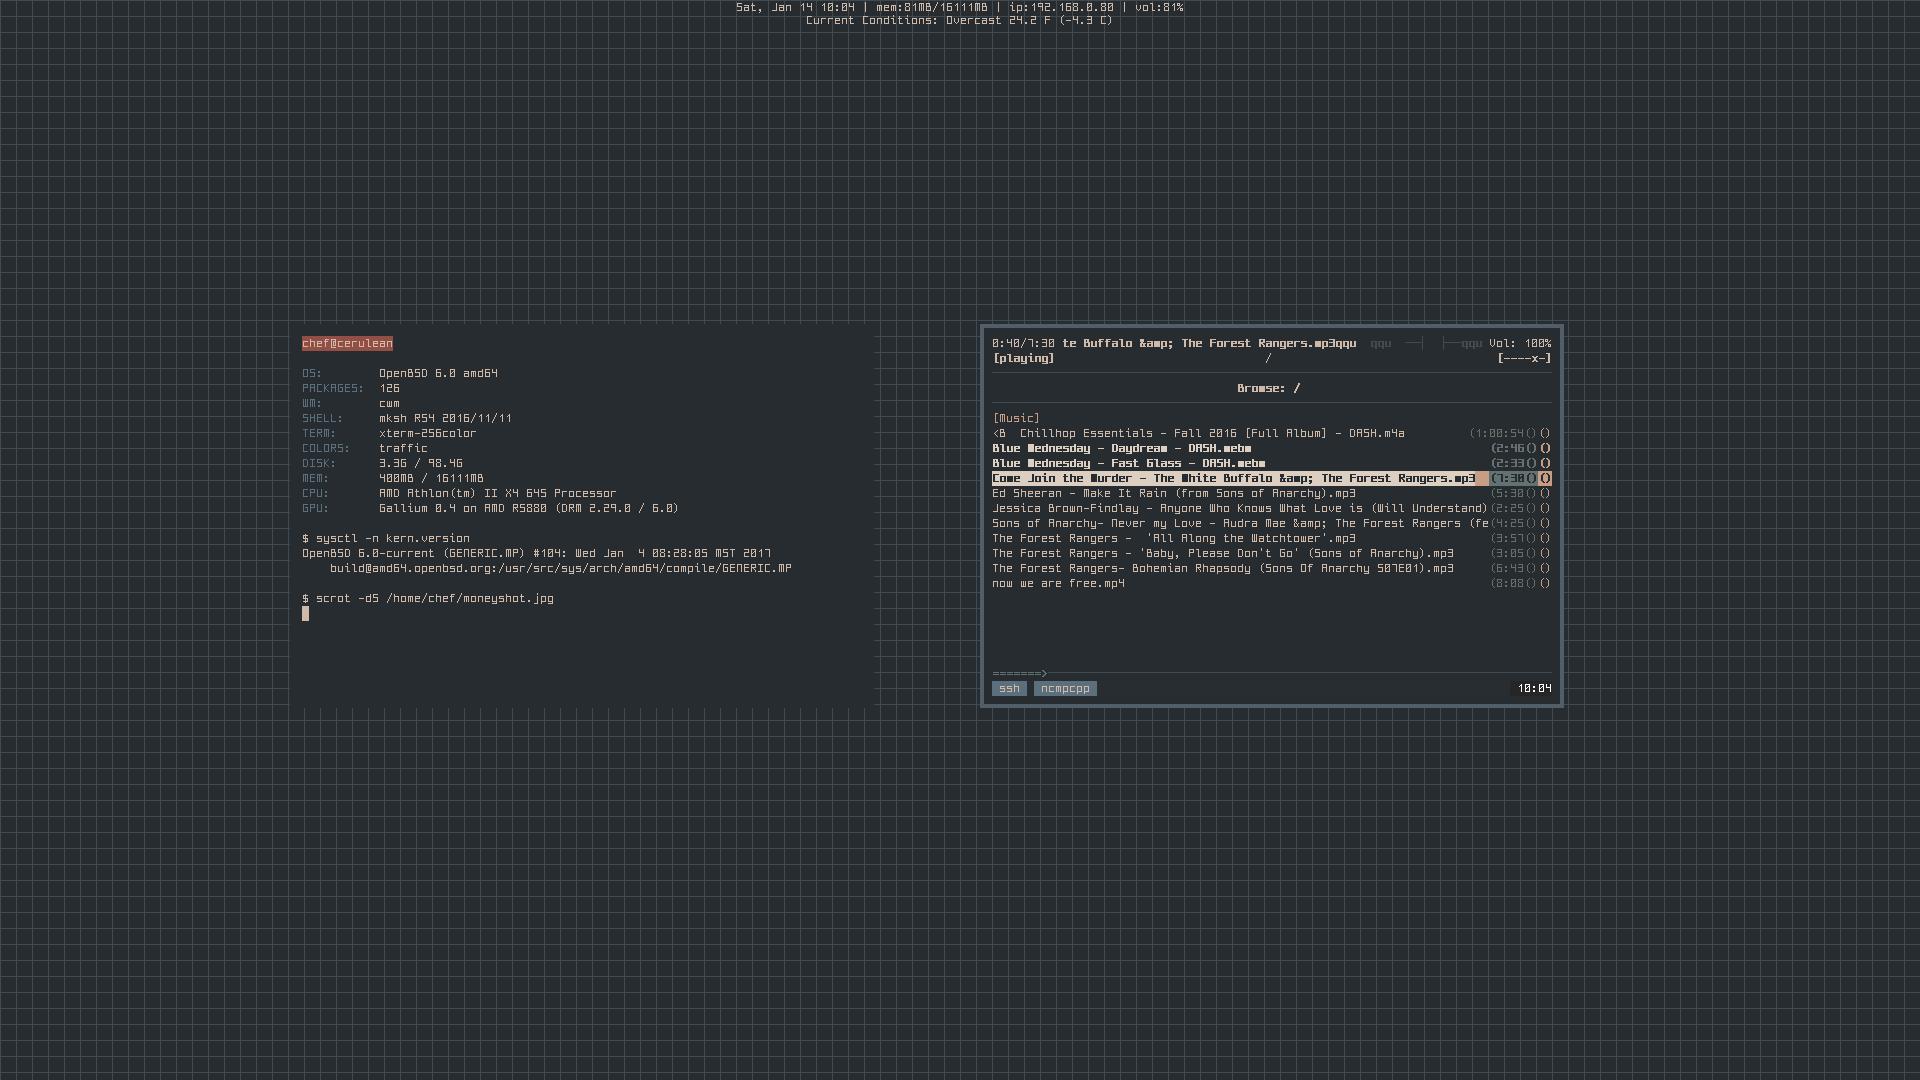 Sat, Jan 14 10:04 | mem:81MB/16111MB | ip:192.168.0.80 | vol:81%
Current Conditions: Overcast 24.2 F (-4.3 C)
chef@cerulean
OS: OpenBSD 6.0 amd64
PACKAGES: 126
WM: cwm
SHELL: mksh R54 2016/11/11
TERM: xterm-256color
COLORS: traffic
DISK: 3.3G / 98.4G
MEM: 400MB / 16111MB
CPU: AMD Athlon(tm) II X4 645 Processor
GPU: Gallium 0.4 on AMD RS880 (DRM 2.29.0 / 6.0)
$ sysctl -n kern.version
OpenBSD 6.0-current (GENERIC.MP) #104: Wed Jan  4 08:28:05 MST 2017
build@amd64.openbsd.org:/usr/src/sys/arch/amd64/compile/GENERIC.MP
$ scrot -d5 /home/chef/moneyshot.jpg
0:40/7:30 te Buffalo &amp; The Forest Rangers.mp3qqu qqu ──┤ ├──qqu Vol: 100%
[playing] / [----x-]
Browse: /
[Music]
<B  Chillhop Essentials - Fall 2016 [Full Album] - DASH.m4a (1:00:54() ()
Blue Wednesday - Daydream - DASH.webm (2:46() ()
Blue Wednesday - Fast Glass - DASH.webm (2:33() ()
Come Join the Murder - The White Buffalo &amp; The Forest Rangers.mp3 (7:30() ()
Ed Sheeran - Make It Rain (from Sons of Anarchy).mp3 (5:30() ()
Jessica Brown-Findlay - Anyone Who Knows What Love is (Will Understand) (2:25() ()
Sons of Anarchy- Never my Love - Audra Mae &amp; The Forest Rangers (fe(4:25() ()
The Forest Rangers -  'All Along the Watchtower'.mp3 (3:57() ()
The Forest Rangers - 'Baby, Please Don't Go' (Sons of Anarchy).mp3 (3:05() ()
The Forest Rangers- Bohemian Rhapsody (Sons Of Anarchy S07E01).mp3 (6:43() ()
now we are free.mp4 (8:08() ()
=======>
ssh ncmpcpp 10:04